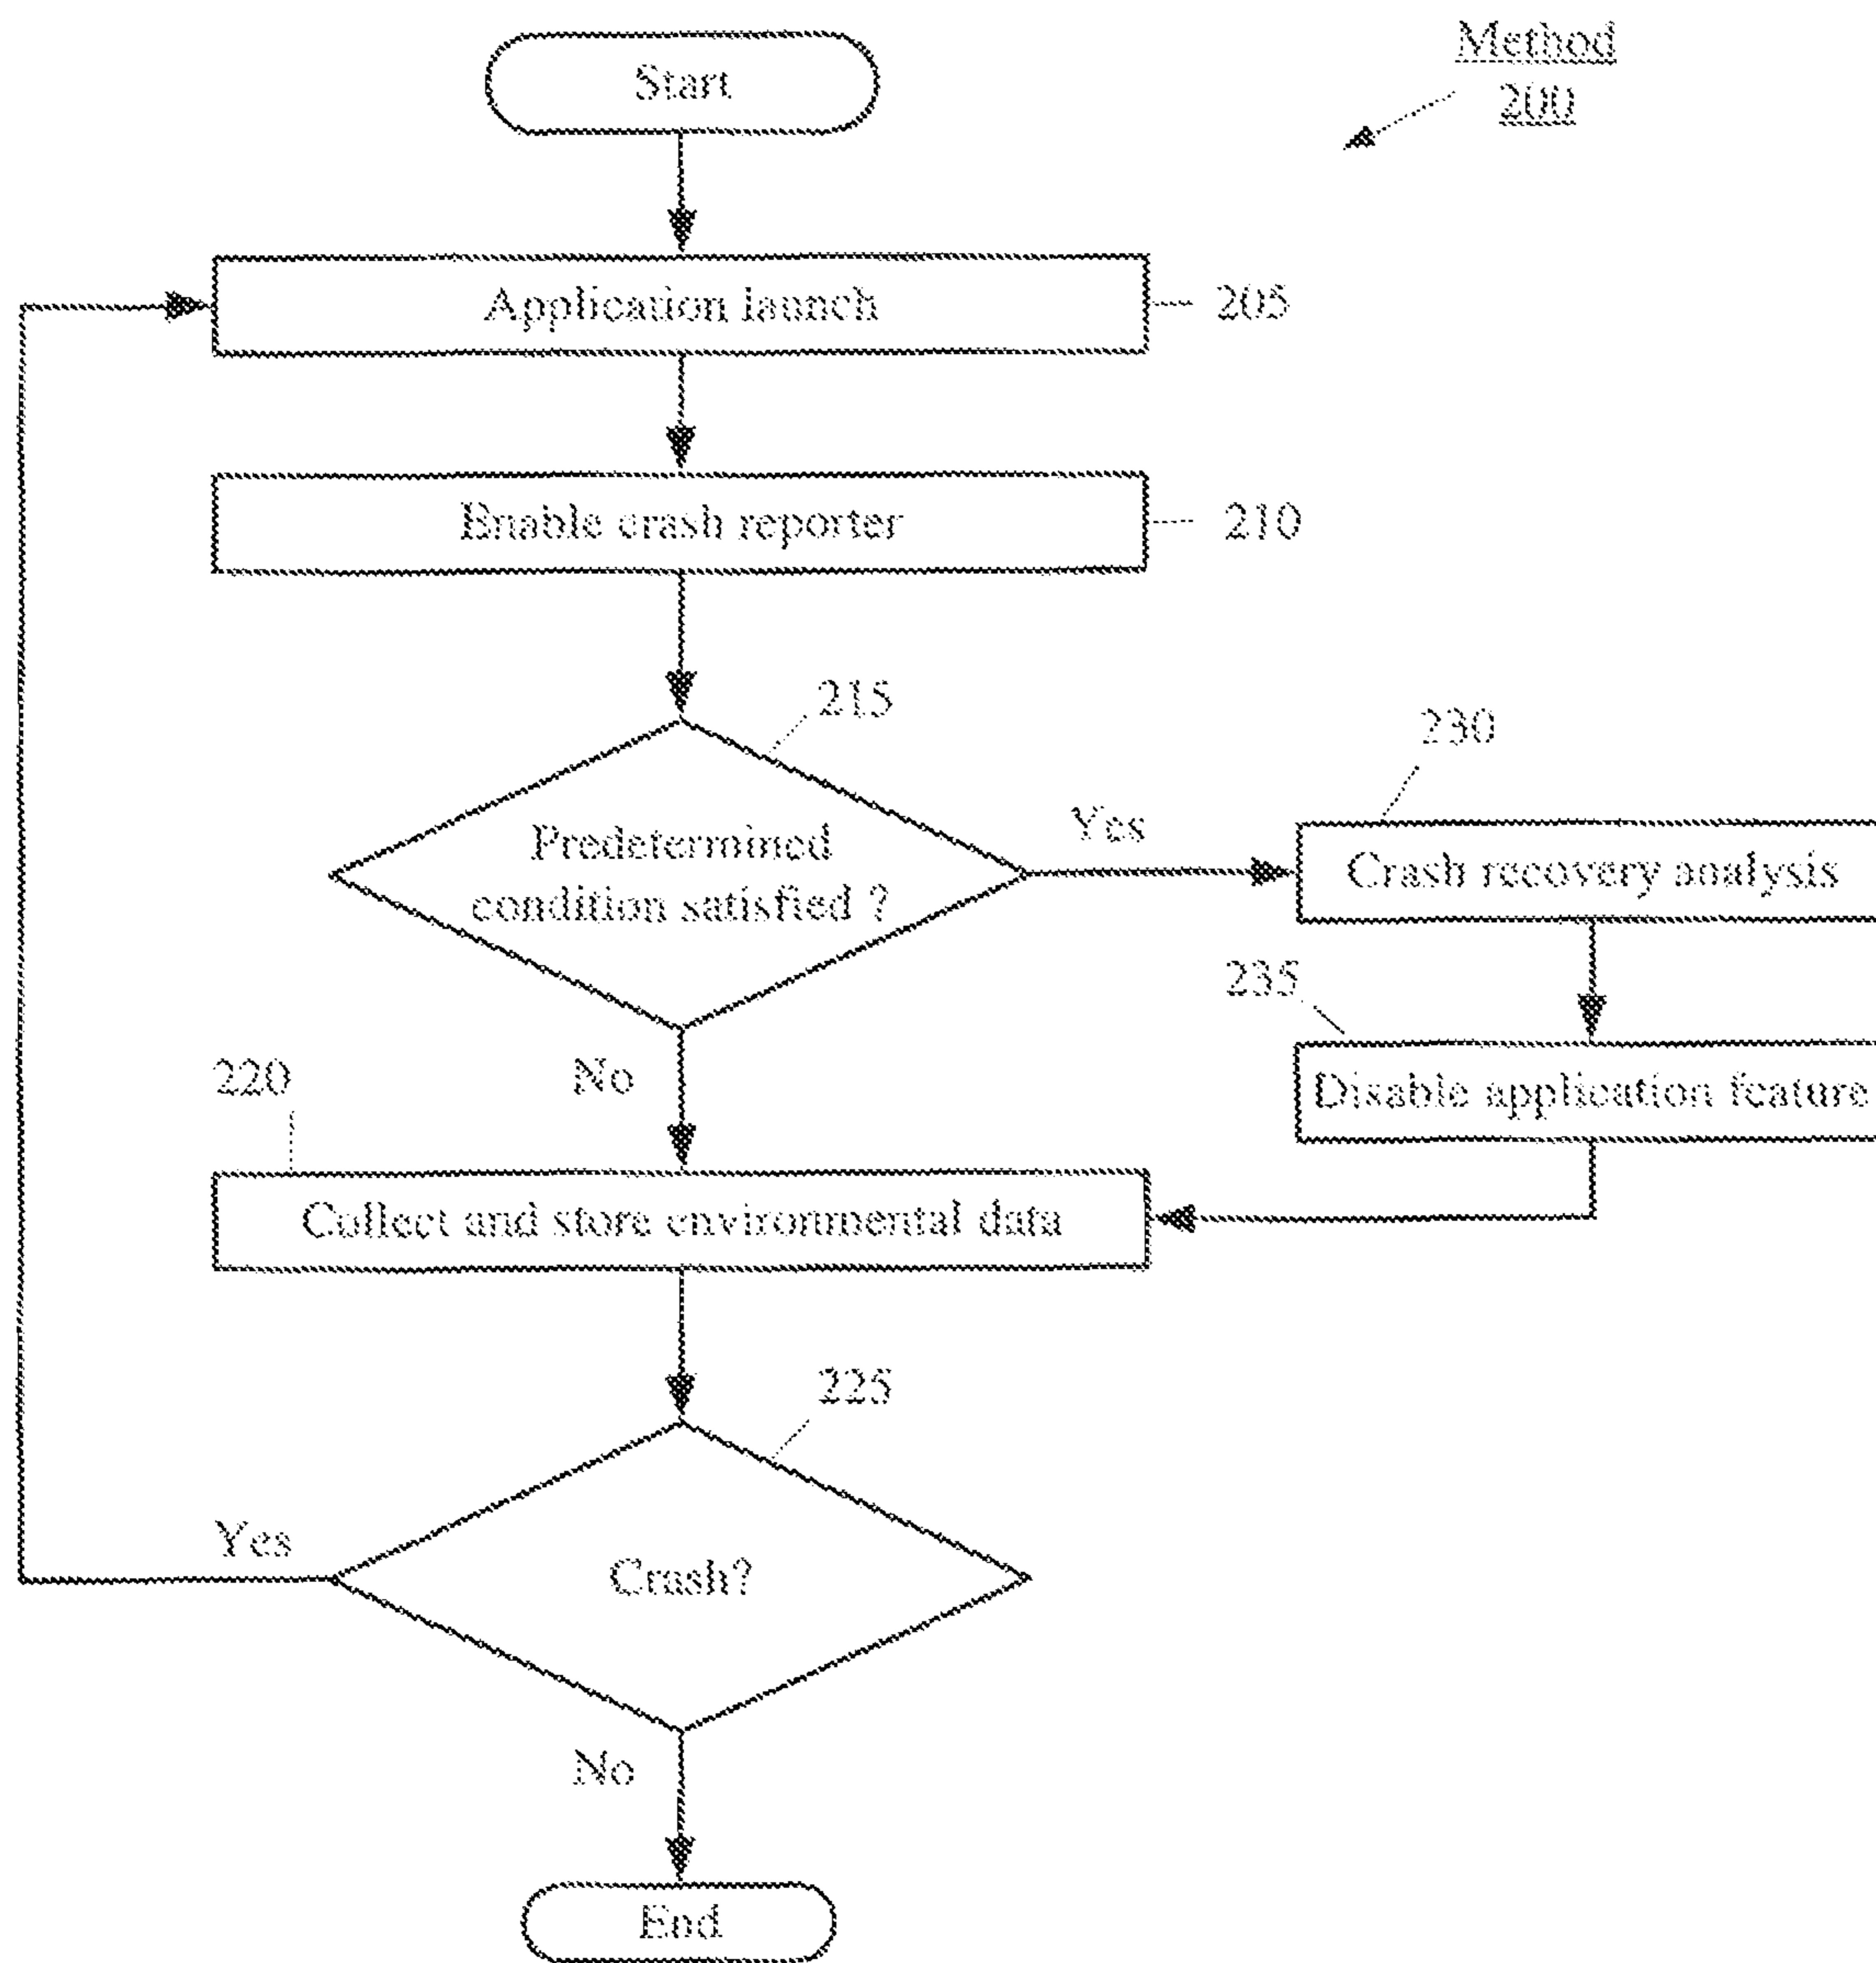 Method
200
Start
Application launch
205
Enable crash reporter
210
215
Predetermined
condition satisfied ?
Yes
230
Crash recovery analysis
235
Disable application feature
No
220
Collect and store environmental data
225
Crash?
Yes
No
End